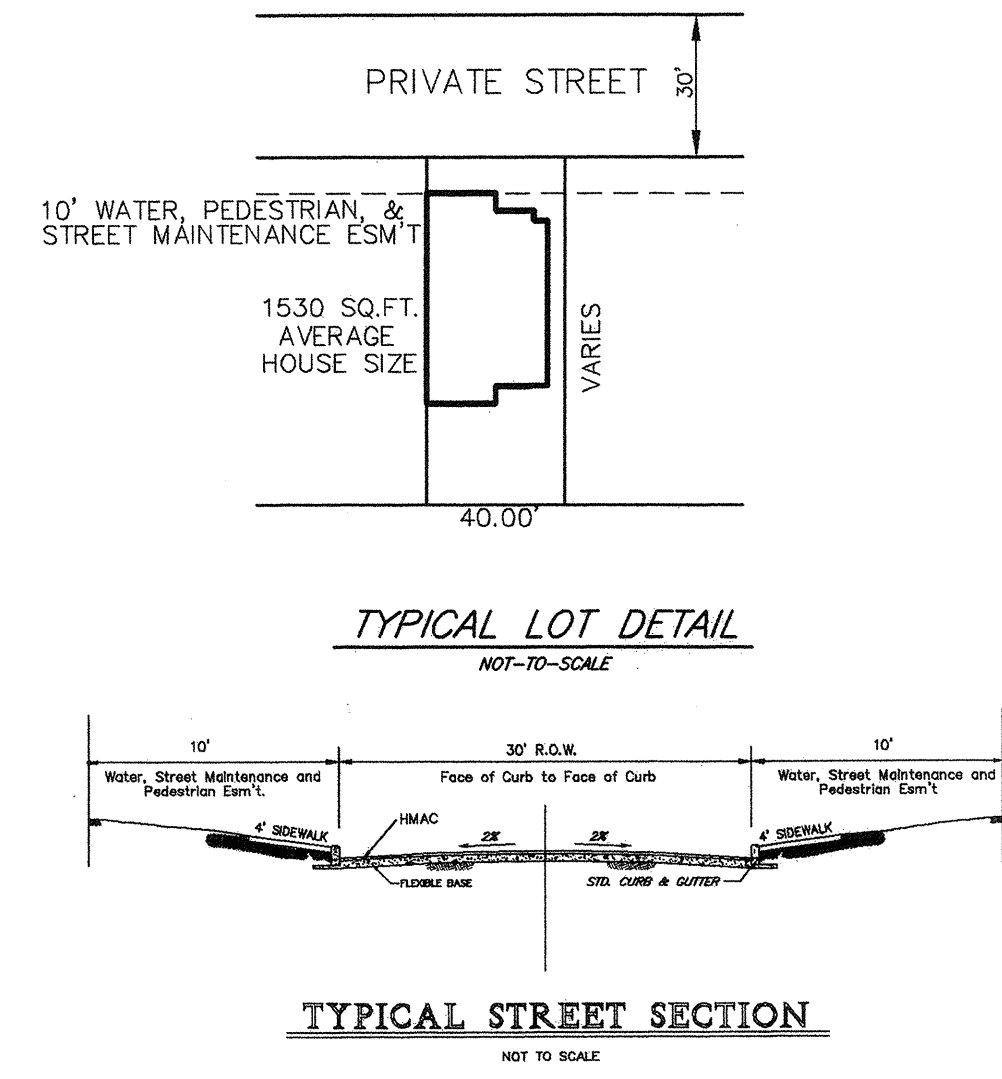 PRIVATE STREET
30'
10' WATER, PEDESTRIAN, &
STREET MAINTENANCE ESM'T
1530 SQ.FT.
AVERAGE
HOUSE SIZE
VARIES
40.00'
TYPICAL LOT DETAIL
NOT-TO-SCALE
10'
Water, Street Maintenance and
Pedestrian Esm't.
30' R.O.W.
Face of Curb to Face of Curb
10'
Water, Street Maintenance and
Pedestrian Esm't
4' SIDEWALK
HMAC
2%
2%
4' SIDEWALK
FLEXIBLE BASE
STD. CURB & GUTTER
TYPICAL STREET SECTION
NOT TO SCALE